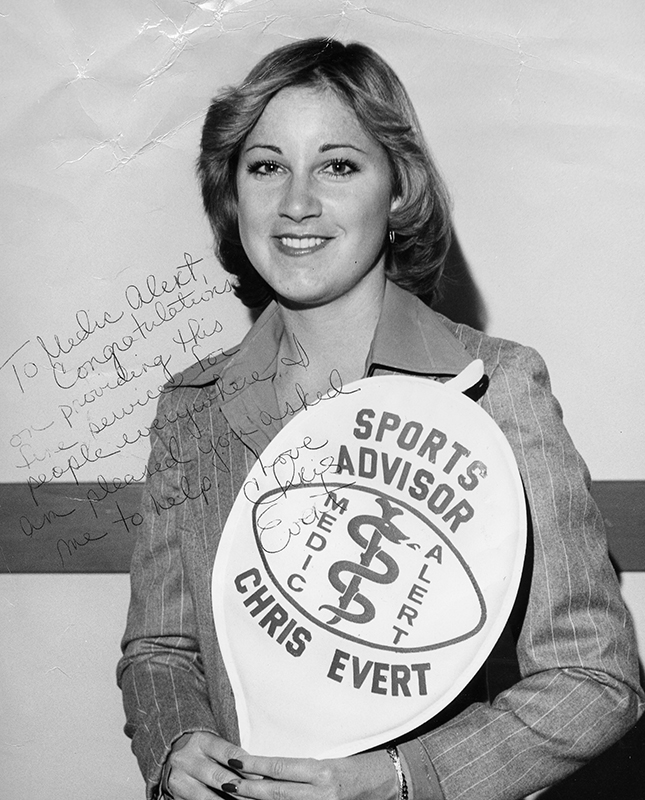 To Medic Alert,
Congratulations
on providing this
fine service for
people everywhere. I
am pleased you asked
me to help.
Love
Chris
Evert
SPORTS
ADVISOR
MEDIC
ALERT
CHRIS EVERT